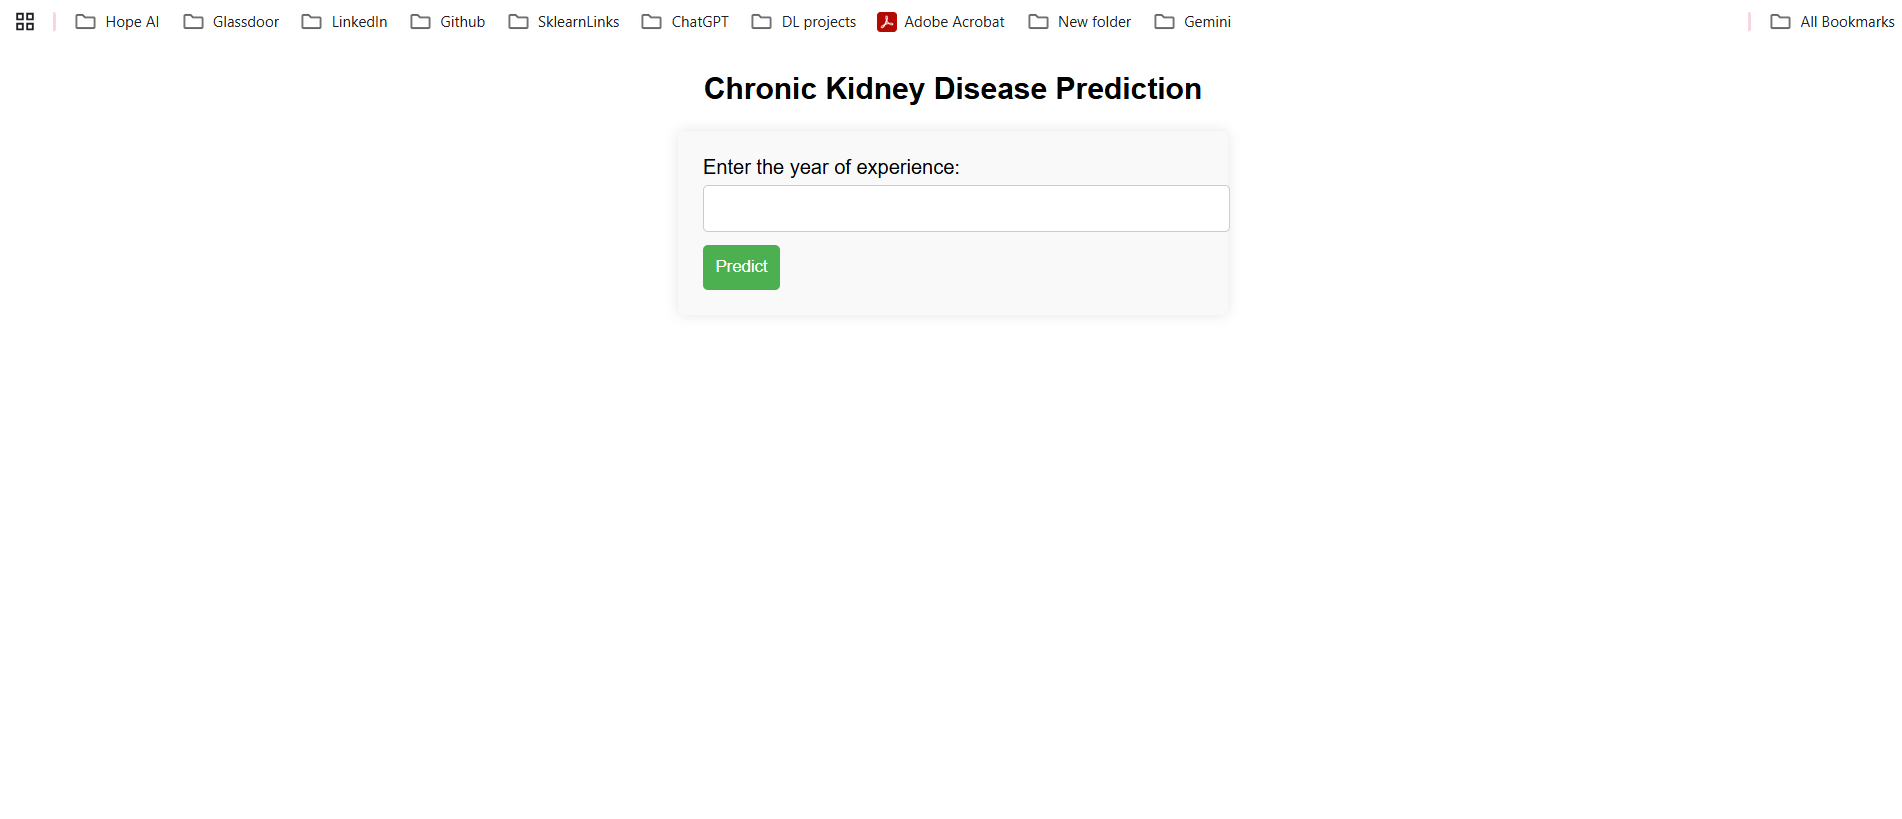 Hope AI Glassdoor LinkedIn Github SklearnLinks ChatGPT DL projects Adobe Acrobat New folder Gemini All Bookmarks
Chronic Kidney Disease Prediction
Enter the year of experience:
Predict